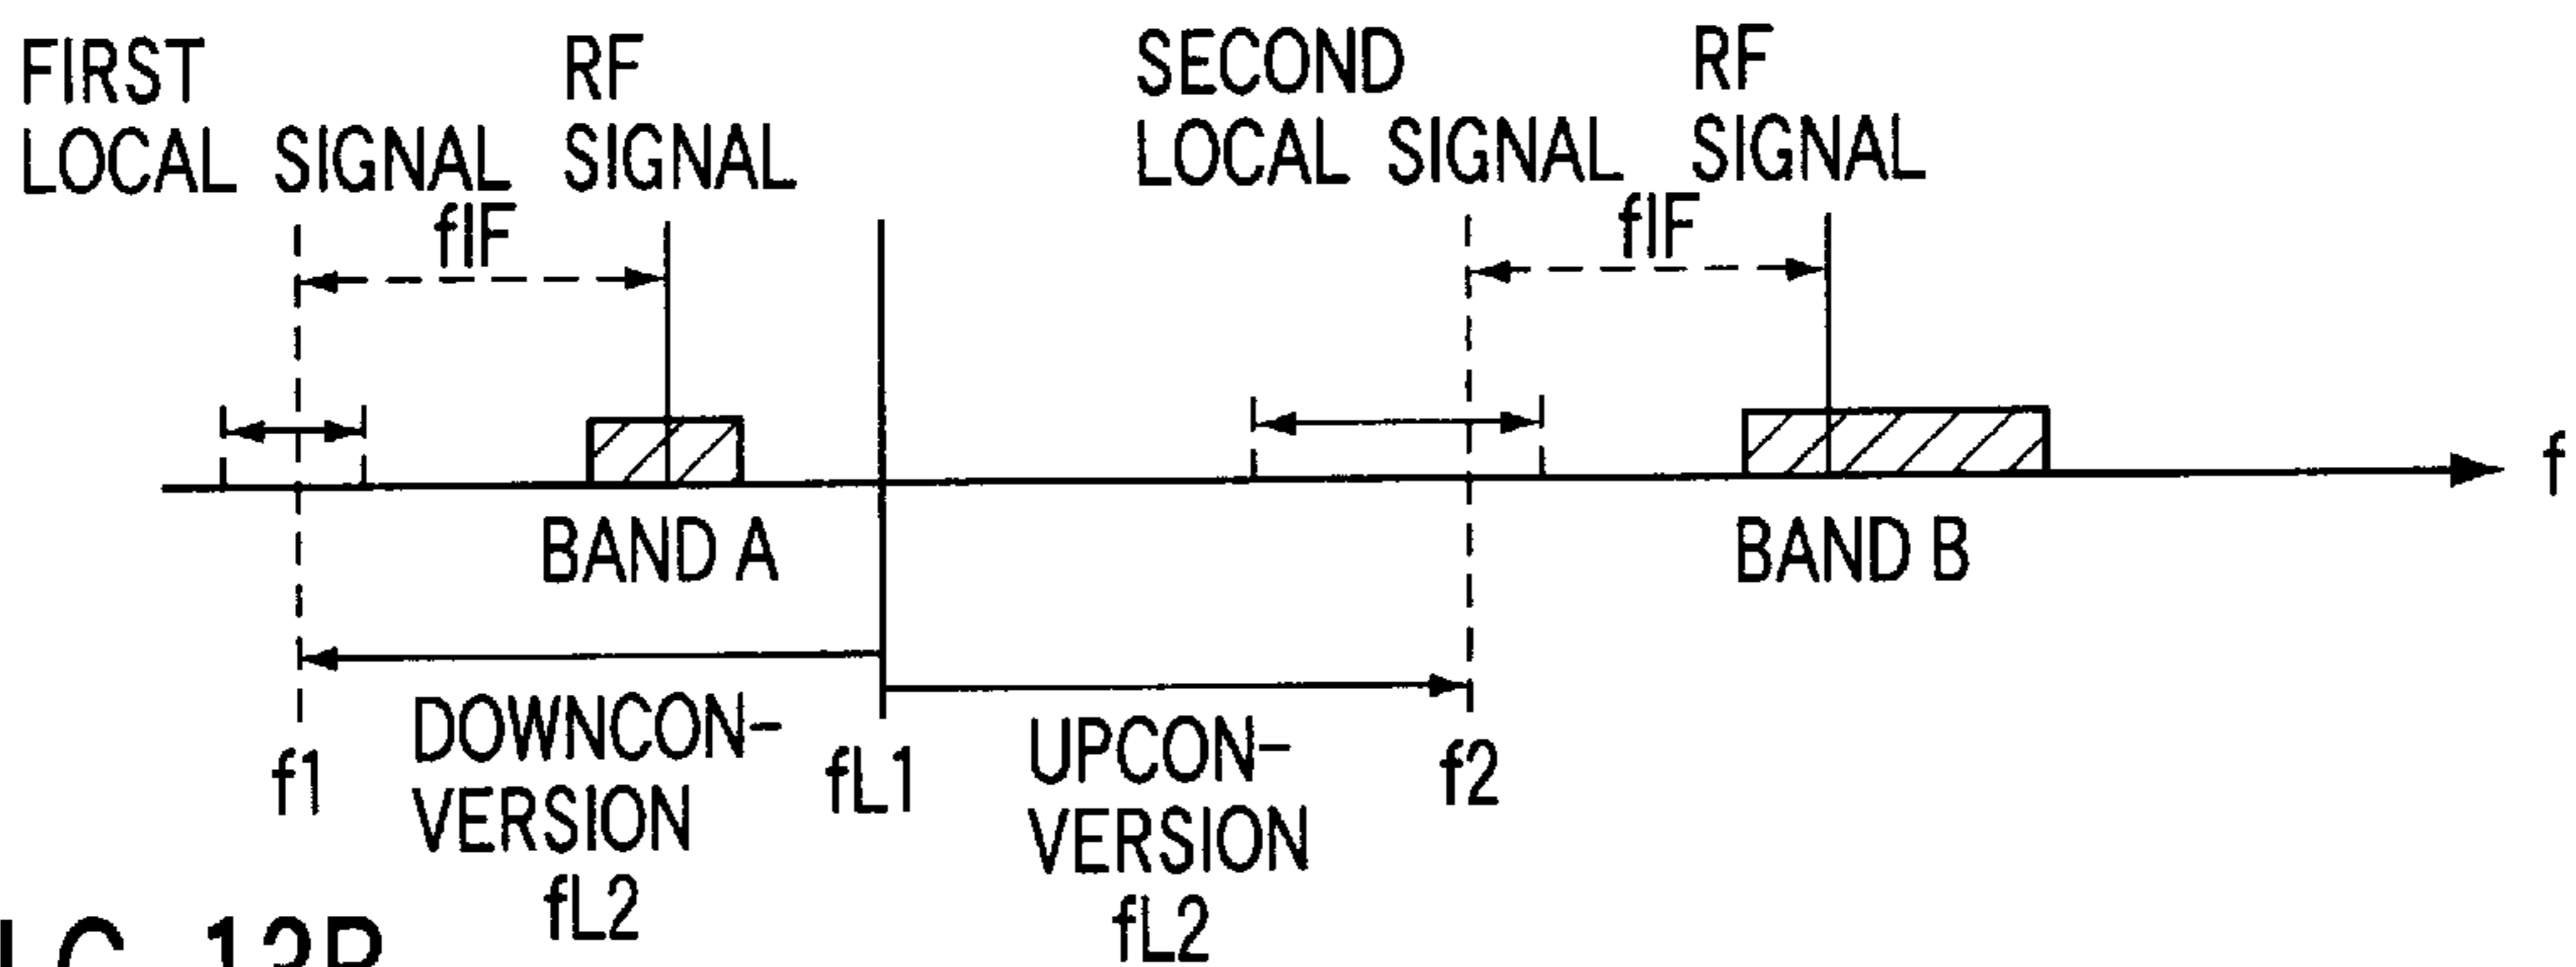 FIRST
LOCAL SIGNAL
RF
SIGNAL
SECOND
LOCAL SIGNAL
RF
SIGNAL
fIF
fIF
f
BAND A
BAND B
f1
DOWNCON-
VERSION
fL2
fL1
UPCON-
VERSION
fL2
f2